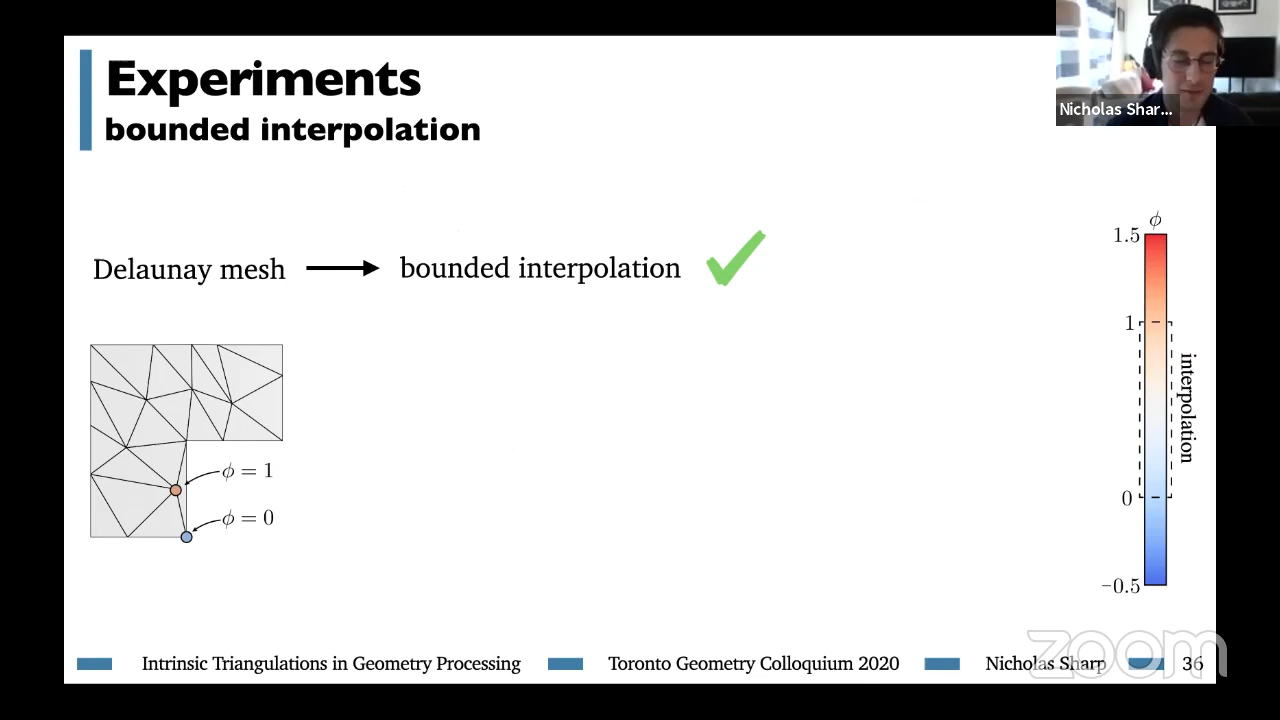 Experiments
bounded interpolation
Nicholas Shar...
Delaunay mesh → bounded interpolation
ϕ
1.5
1
interpolation
0
−0.5
ϕ = 1
ϕ = 0
Intrinsic Triangulations in Geometry Processing
Toronto Geometry Colloquium 2020
Nicholas Sharp
36
zoom